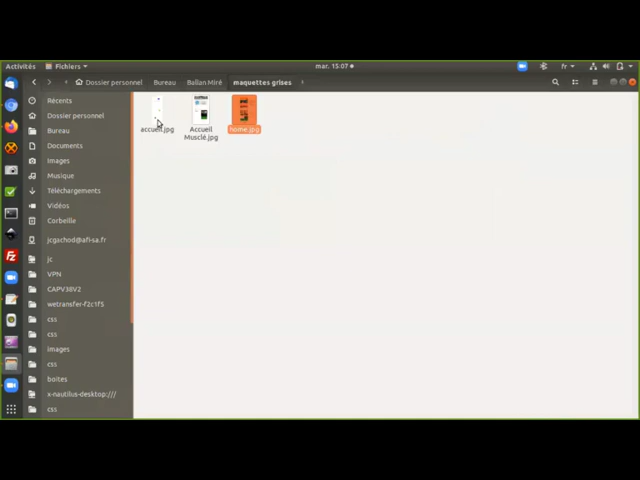 Activités
Fichiers
mar. 15:07
fr
Dossier personnel
Bureau
Ballan Miré
maquettes grises
Récents
Dossier personnel
Bureau
Documents
Images
Musique
Téléchargements
Vidéos
Corbeille
jcgachod@afi-sa.fr
jc
VPN
CAPV38V2
wetransfer-f2c1f5
css
css
images
css
boites
x-nautilus-desktop:///
css
accueil.jpg
Accueil
Musclé.jpg
home.jpg